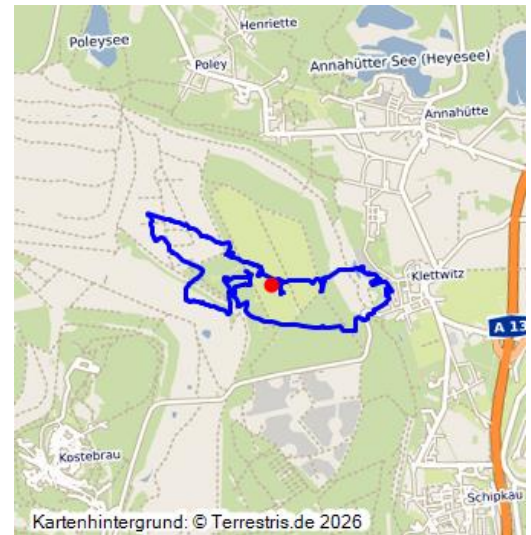 Henriette
Poleysee
Poley
Annahütter See (Heyesee)
Annahütte
Klettwitz
A 13
Kostebrau
Schipkau
Kartenhintergrund: © Terrestris.de 2026